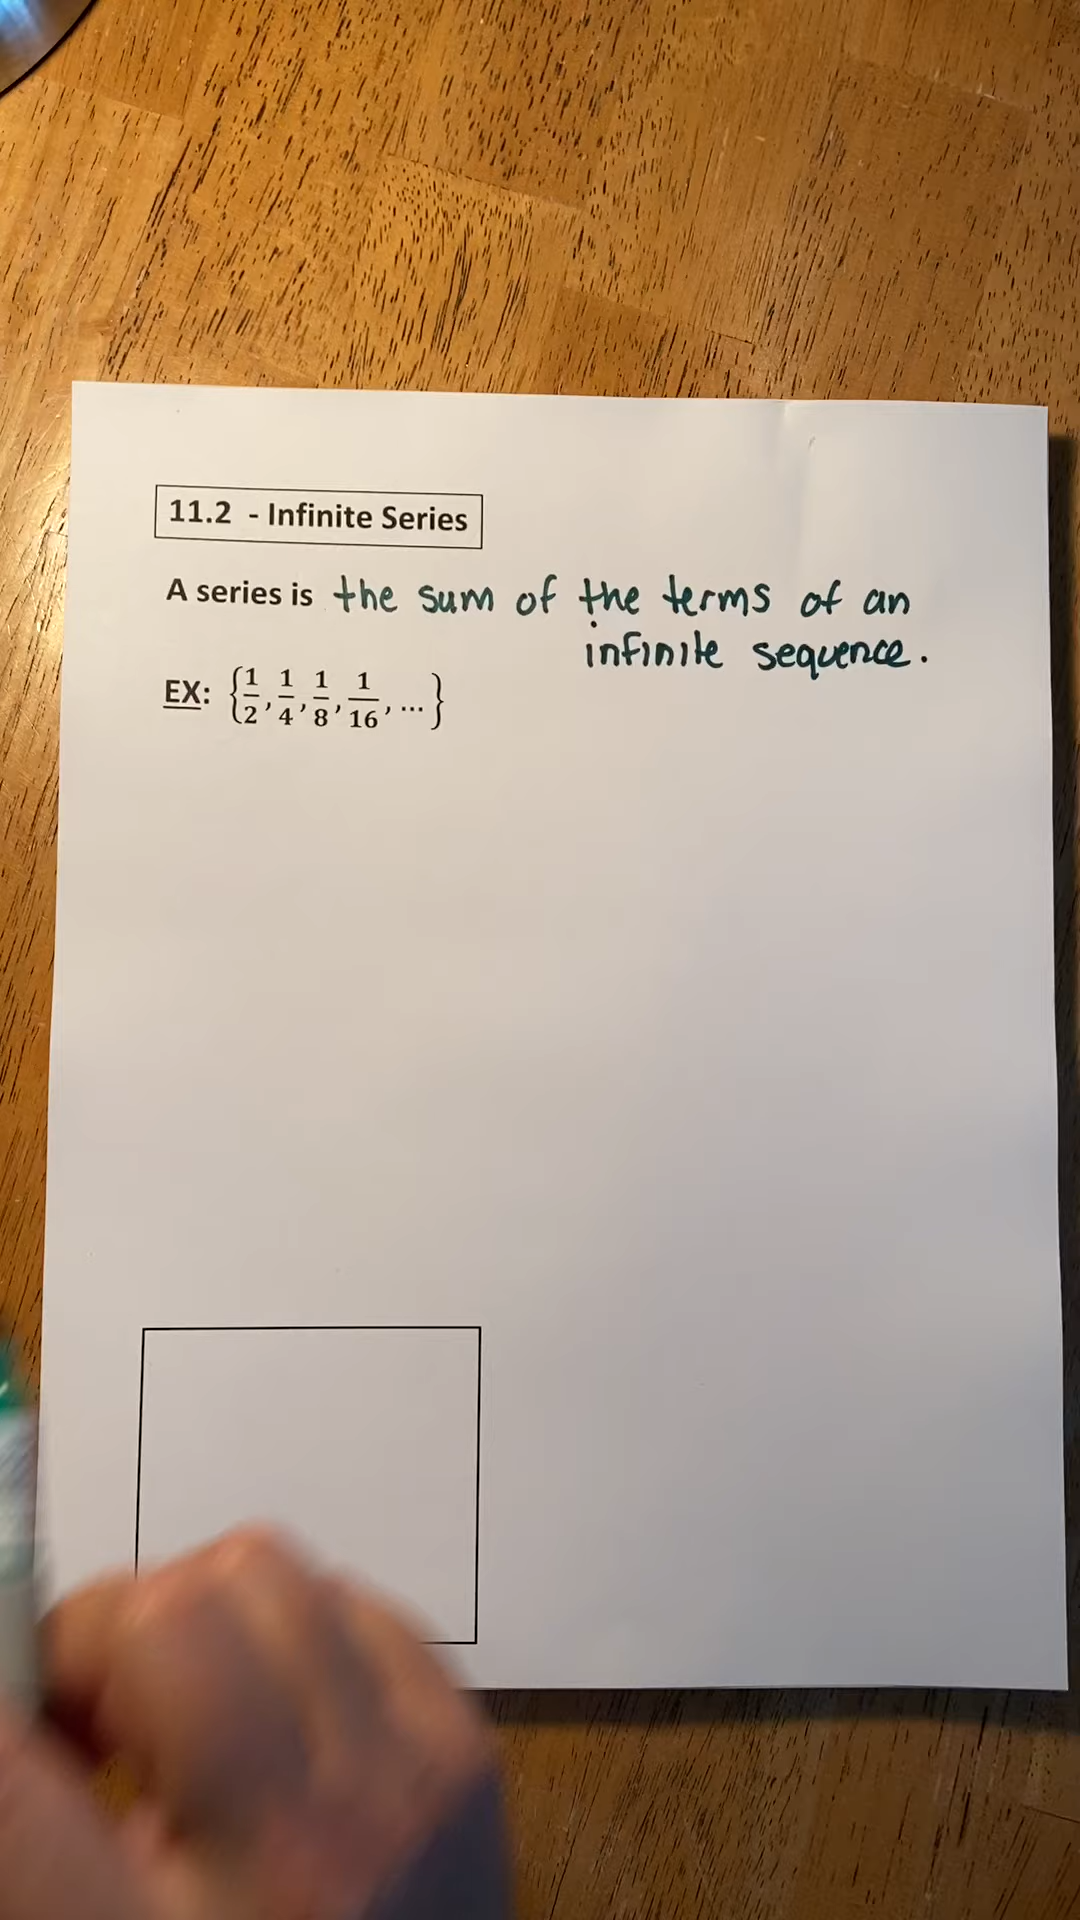 11.2 - Infinite Series
A series is the sum of the terms of an
infinite sequence.
EX: {1/2, 1/4, 1/8, 1/16, ...}